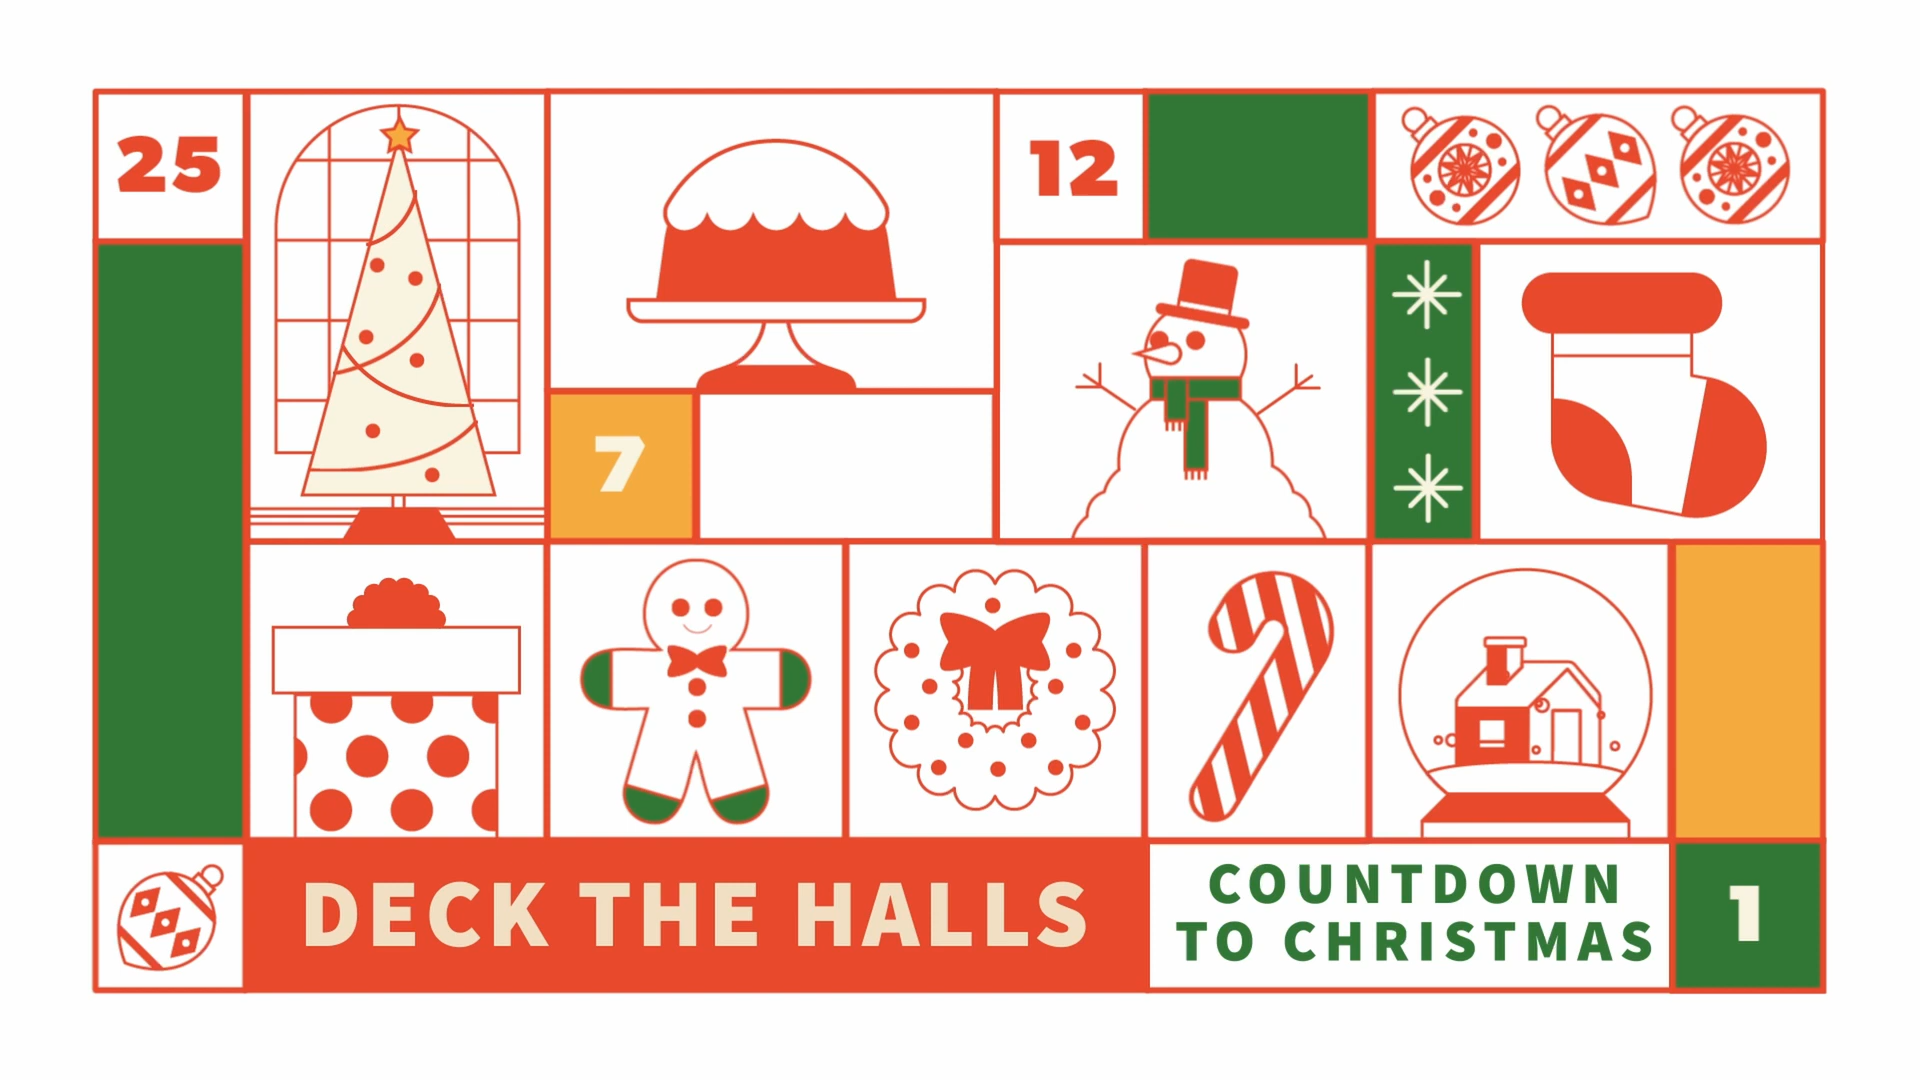 25
12
7
DECK THE HALLS
COUNTDOWN
TO CHRISTMAS
1